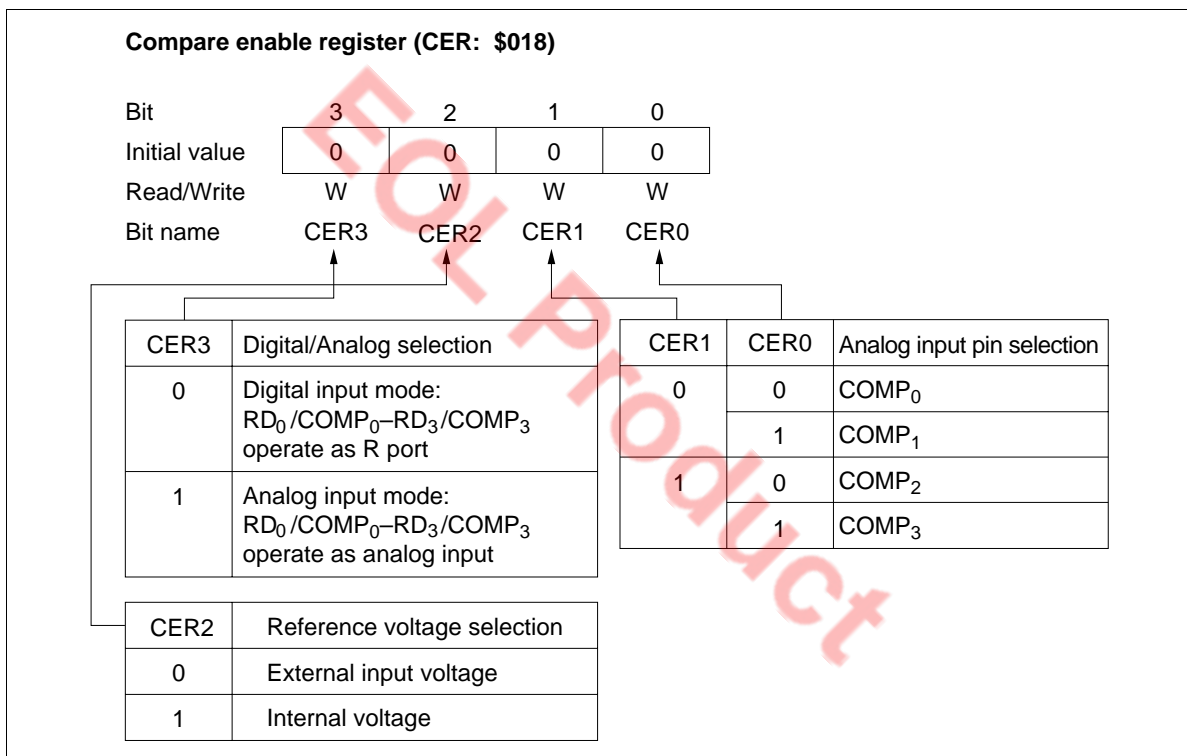 Compare enable register (CER: $018)
Bit 3 2 1 0
Initial value 0 0 0 0
Read/Write W W W W
Bit name CER3 CER2 CER1 CER0
CER3 Digital/Analog selection
0 Digital input mode:
RD0/COMP0–RD3/COMP3
operate as R port
1 Analog input mode:
RD0/COMP0–RD3/COMP3
operate as analog input
CER2 Reference voltage selection
0 External input voltage
1 Internal voltage
CER1 CER0 Analog input pin selection
0 0 COMP0
1 COMP1
1 0 COMP2
1 COMP3
EOL Product